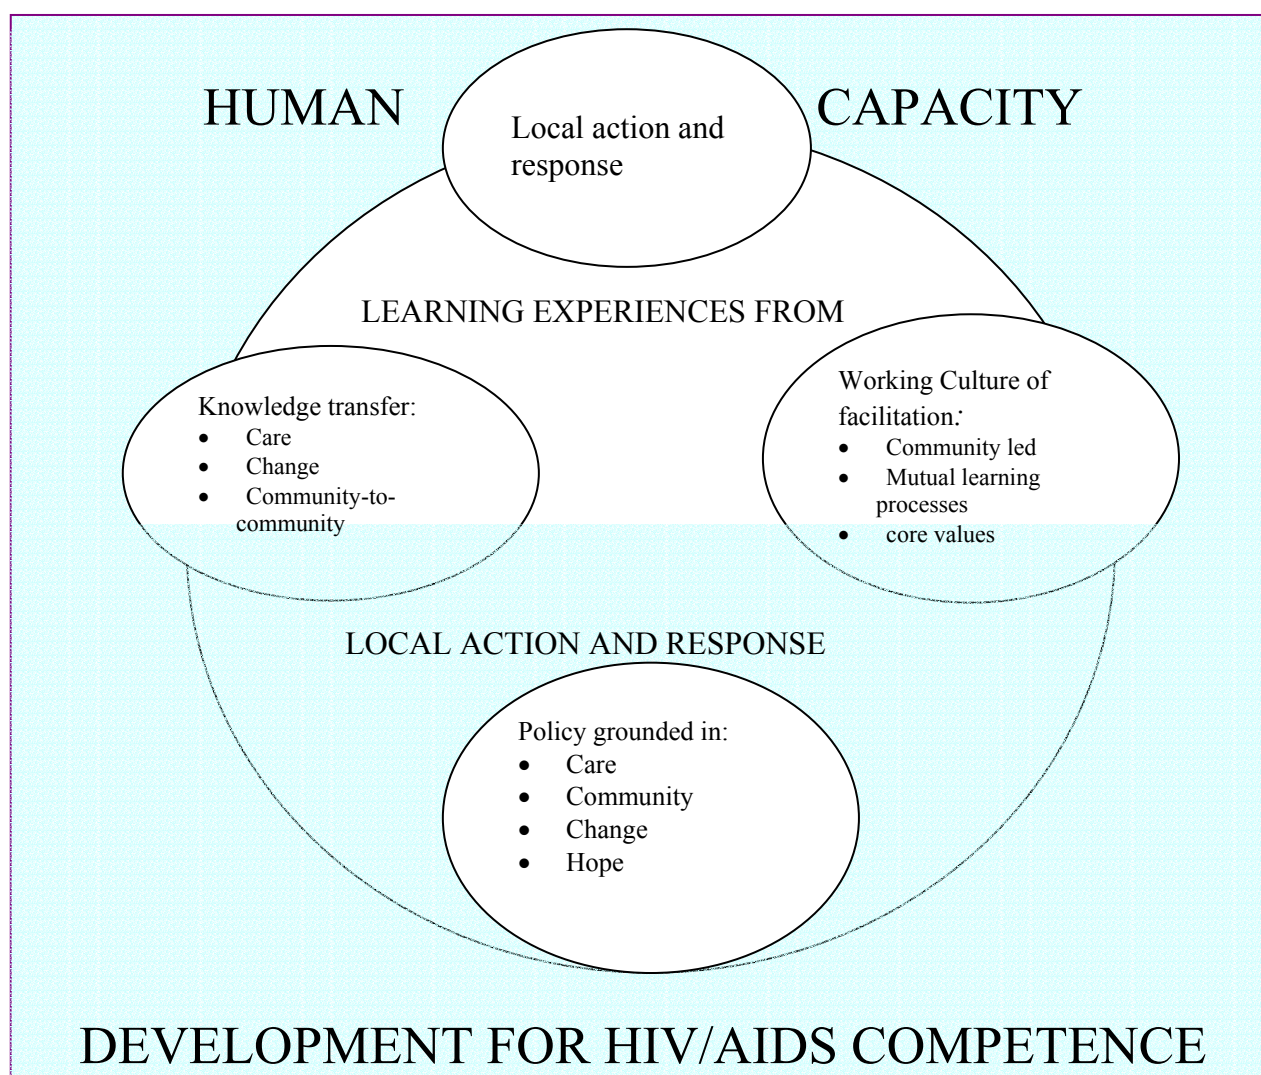 HUMAN CAPACITY
Local action and
response
LEARNING EXPERIENCES FROM
Knowledge transfer:
• Care
• Change
• Community-to-
community
Working Culture of
facilitation:
• Community led
• Mutual learning
processes
• core values
LOCAL ACTION AND RESPONSE
Policy grounded in:
• Care
• Community
• Change
• Hope
DEVELOPMENT FOR HIV/AIDS COMPETENCE